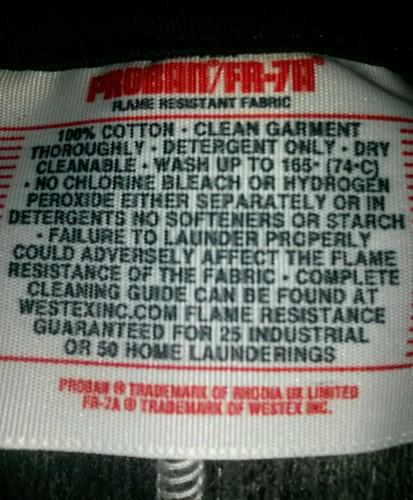 PROBAN®/FR-7A®
FLAME RESISTANT FABRIC
100% COTTON · CLEAN GARMENT
THOROUGHLY · DETERGENT ONLY · DRY
CLEANABLE · WASH UP TO 165° (74°C)
· NO CHLORINE BLEACH OR HYDROGEN
PEROXIDE EITHER SEPARATELY OR IN
DETERGENTS NO SOFTENERS OR STARCH
· FAILURE TO LAUNDER PROPERLY
COULD ADVERSELY AFFECT THE FLAME
RESISTANCE OF THE FABRIC · COMPLETE
CLEANING GUIDE CAN BE FOUND AT
WESTEXINC.COM FLAME RESISTANCE
GUARANTEED FOR 25 INDUSTRIAL
OR 50 HOME LAUNDERINGS
PROBAN ® TRADEMARK OF RHODIA UK LIMITED
FR-7A ® TRADEMARK OF WESTEX INC.